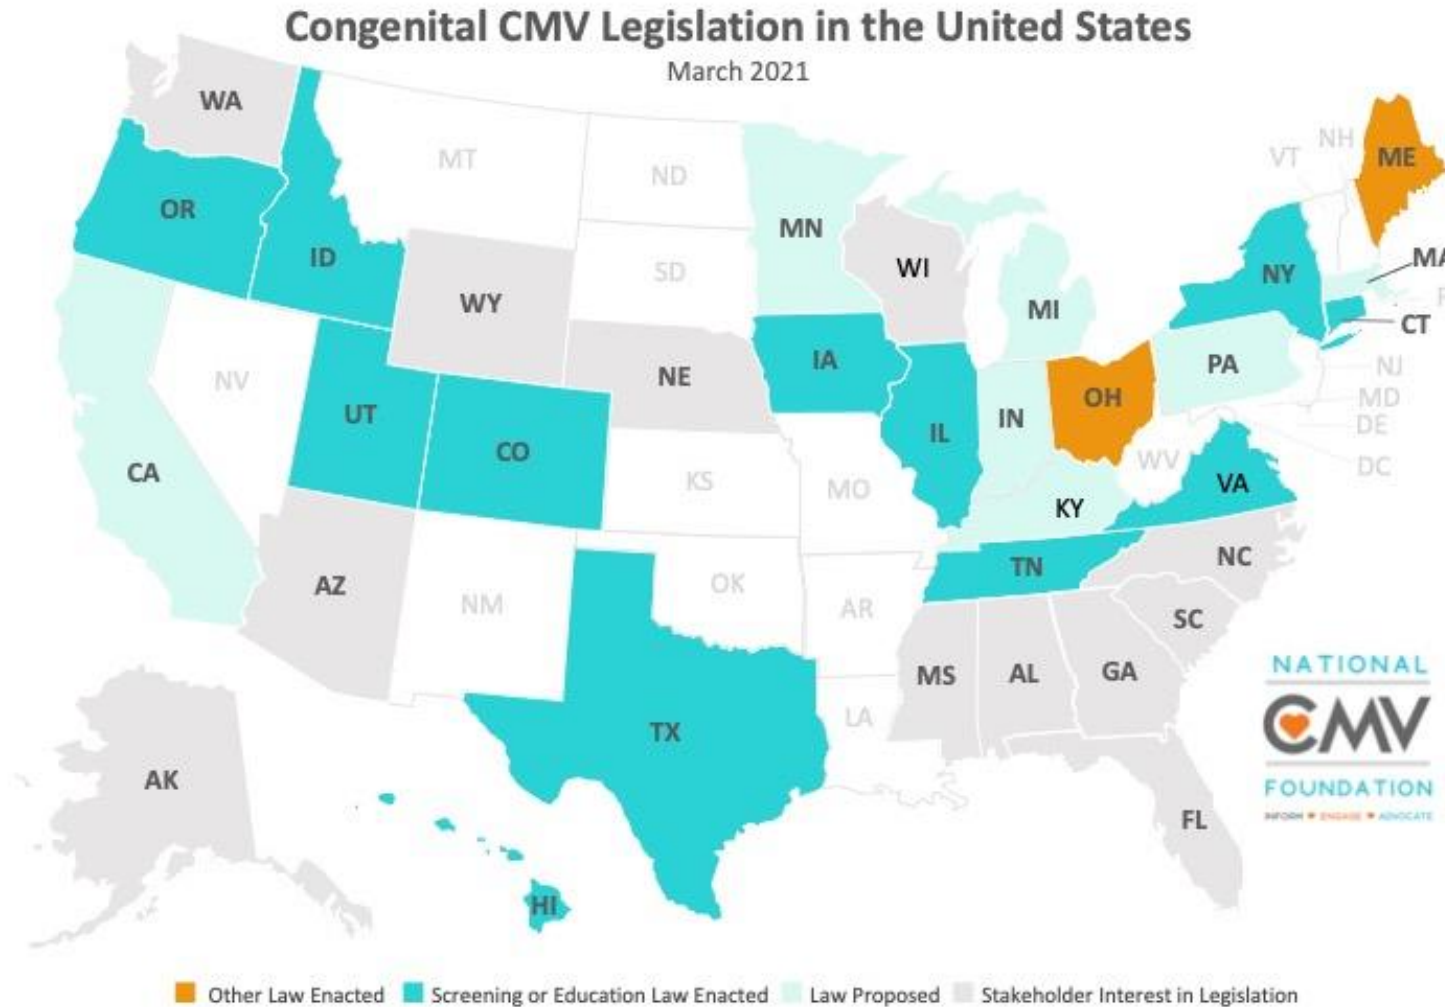 Congenital CMV Legislation in the United States
March 2021
WA
MT
ND
MN
VT
NH
ME
OR
ID
SD
WY
WI
MI
NY
MA
CT
NV
UT
CO
NE
IA
IL
IN
OH
PA
NJ
MD
DE
DC
CA
KS
MO
KY
WV
VA
AZ
NM
OK
AR
TN
NC
SC
MS
AL
GA
TX
LA
AK
HI
FL
NATIONAL
CMV
FOUNDATION
INFORM ENGAGE ADVOCATE
Other Law Enacted Screening or Education Law Enacted Law Proposed Stakeholder Interest in Legislation